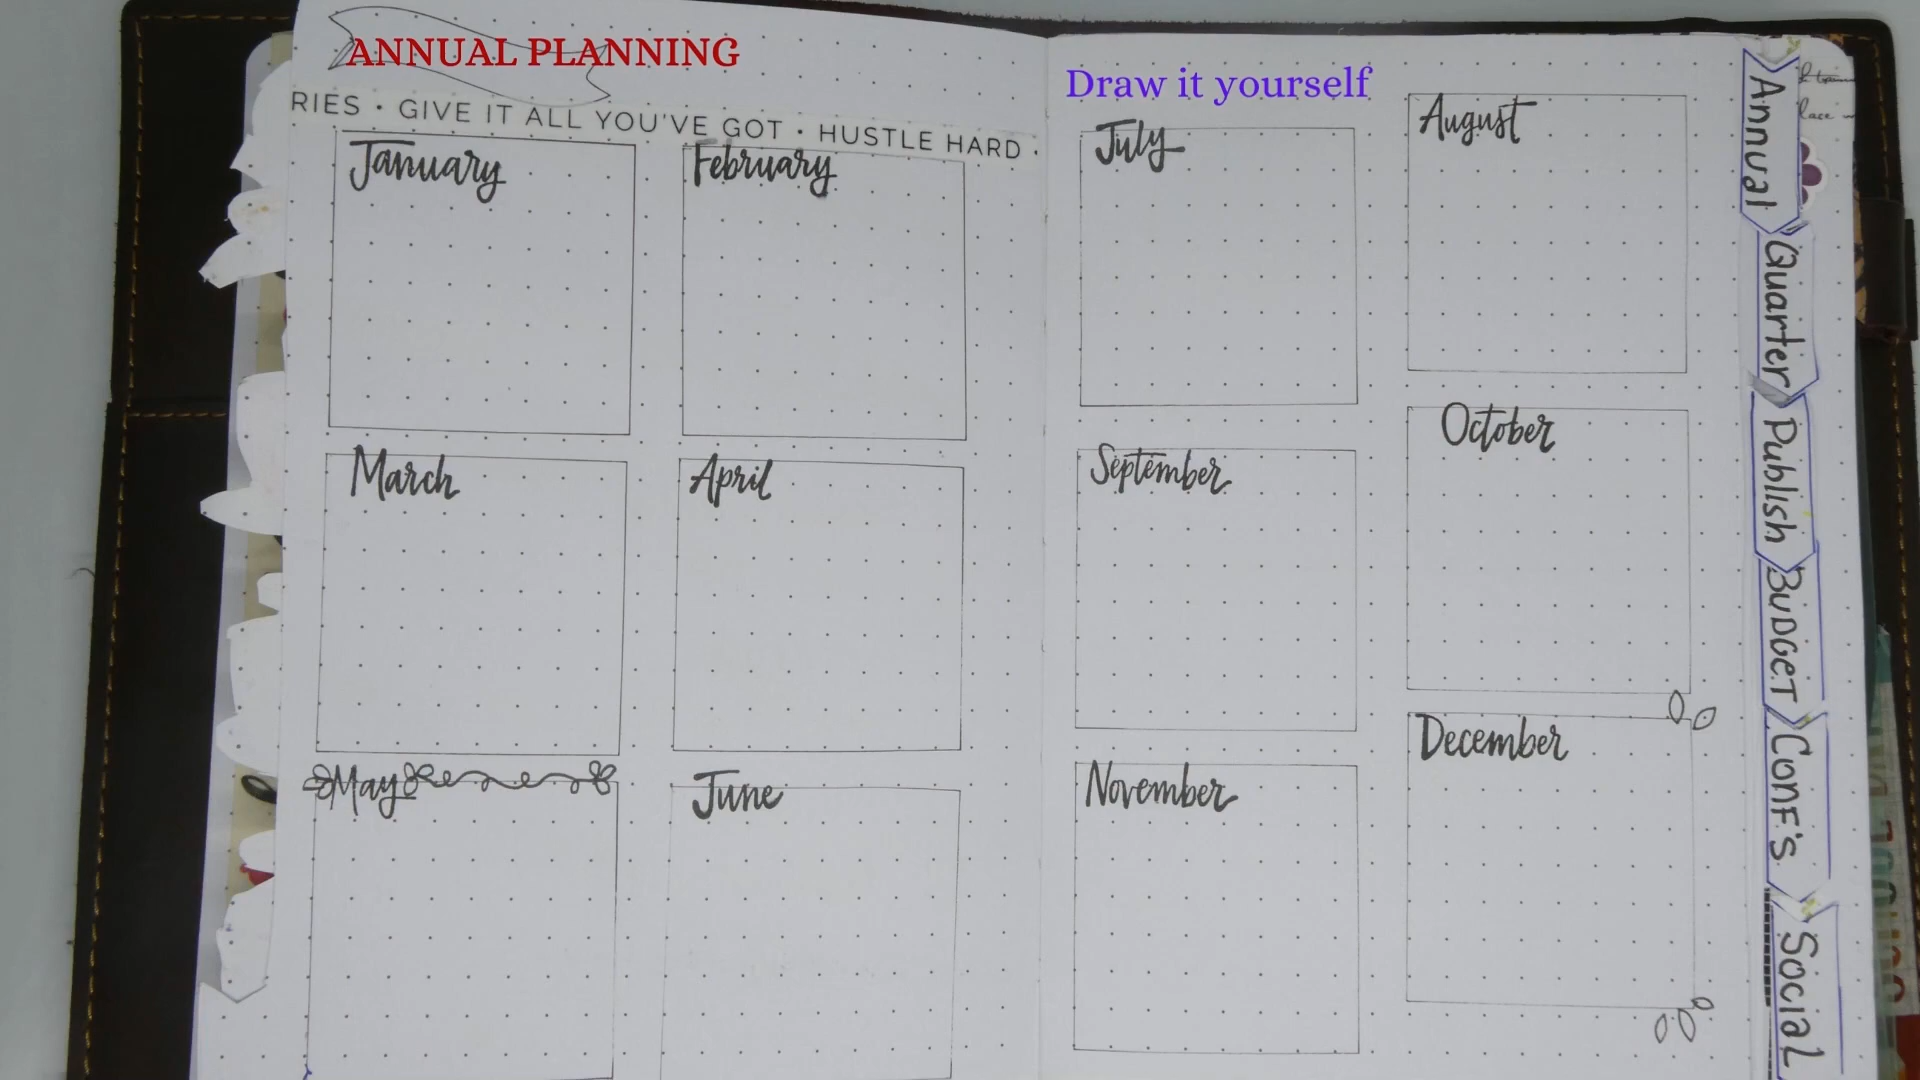 ANNUAL PLANNING
RIES • GIVE IT ALL YOU'VE GOT • HUSTLE HARD •
January
February
March
April
May
June
Draw it yourself
July
August
September
October
November
December
Annual
Quarter
Publish
BUDGET
CONF'S
SOCIAL